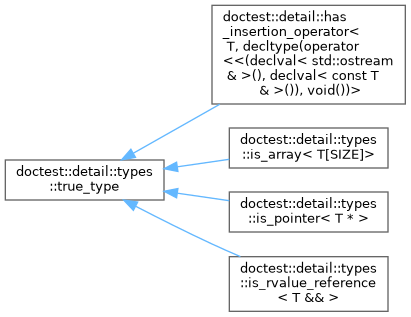 doctest::detail::has
_insertion_operator<
T, decltype(operator
<<(declval< std::ostream
& >(), declval< const T
& >()), void())>
doctest::detail::types
::is_array< T[SIZE]>
doctest::detail::types
::true_type
doctest::detail::types
::is_pointer< T * >
doctest::detail::types
::is_rvalue_reference
< T && >